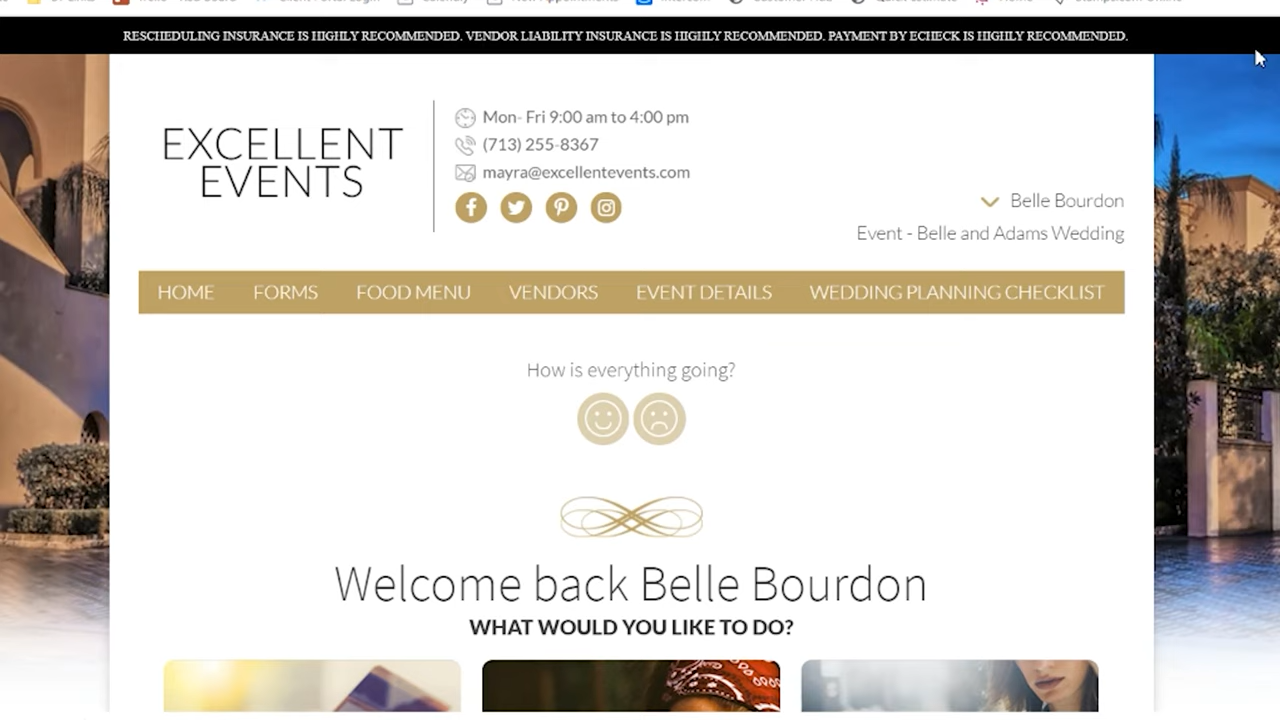 RESCHEDULING INSURANCE IS HIGHLY RECOMMENDED. VENDOR LIABILITY INSURANCE IS HIGHLY RECOMMENDED. PAYMENT BY ECHECK IS HIGHLY RECOMMENDED.
EXCELLENT
EVENTS
Mon- Fri 9:00 am to 4:00 pm
(713) 255-8367
mayra@excellentevents.com
Belle Bourdon
Event - Belle and Adams Wedding
HOME FORMS FOOD MENU VENDORS EVENT DETAILS WEDDING PLANNING CHECKLIST
How is everything going?
Welcome back Belle Bourdon
WHAT WOULD YOU LIKE TO DO?